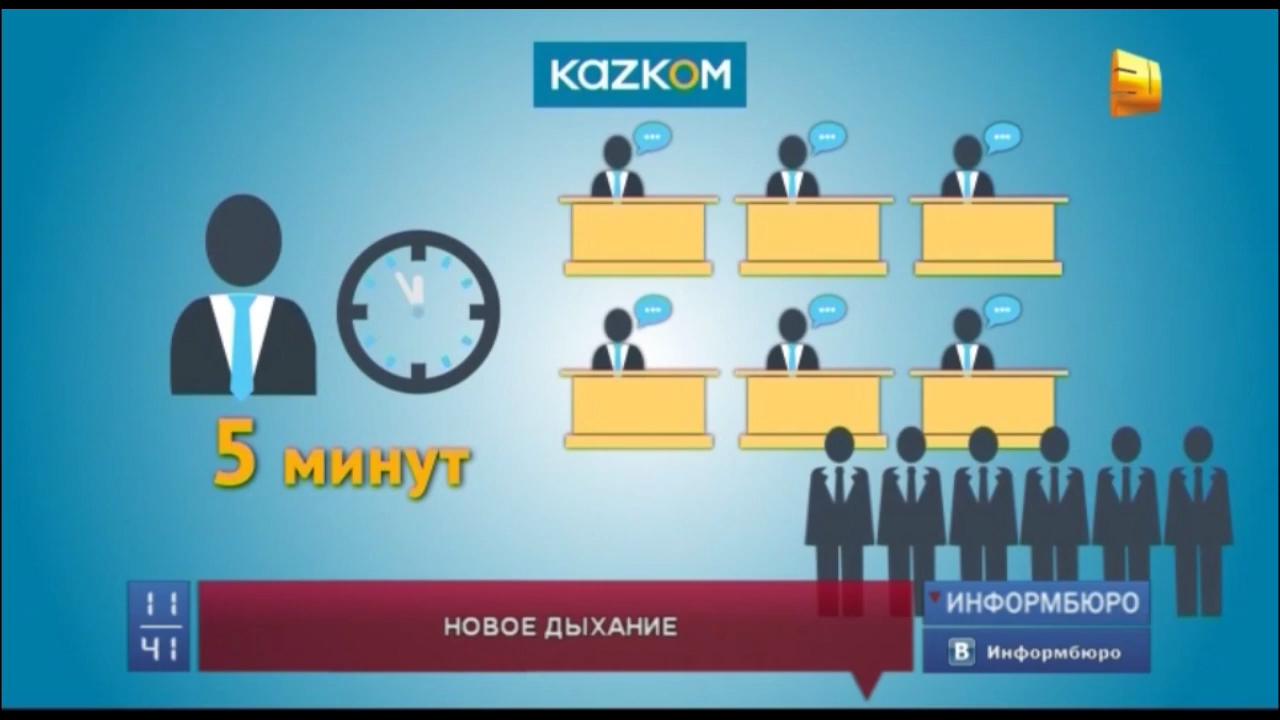 KAZKOM
5 минут
11
41
НОВОЕ ДЫХАНИЕ
ИНФОРМБЮРО
В Информбюро